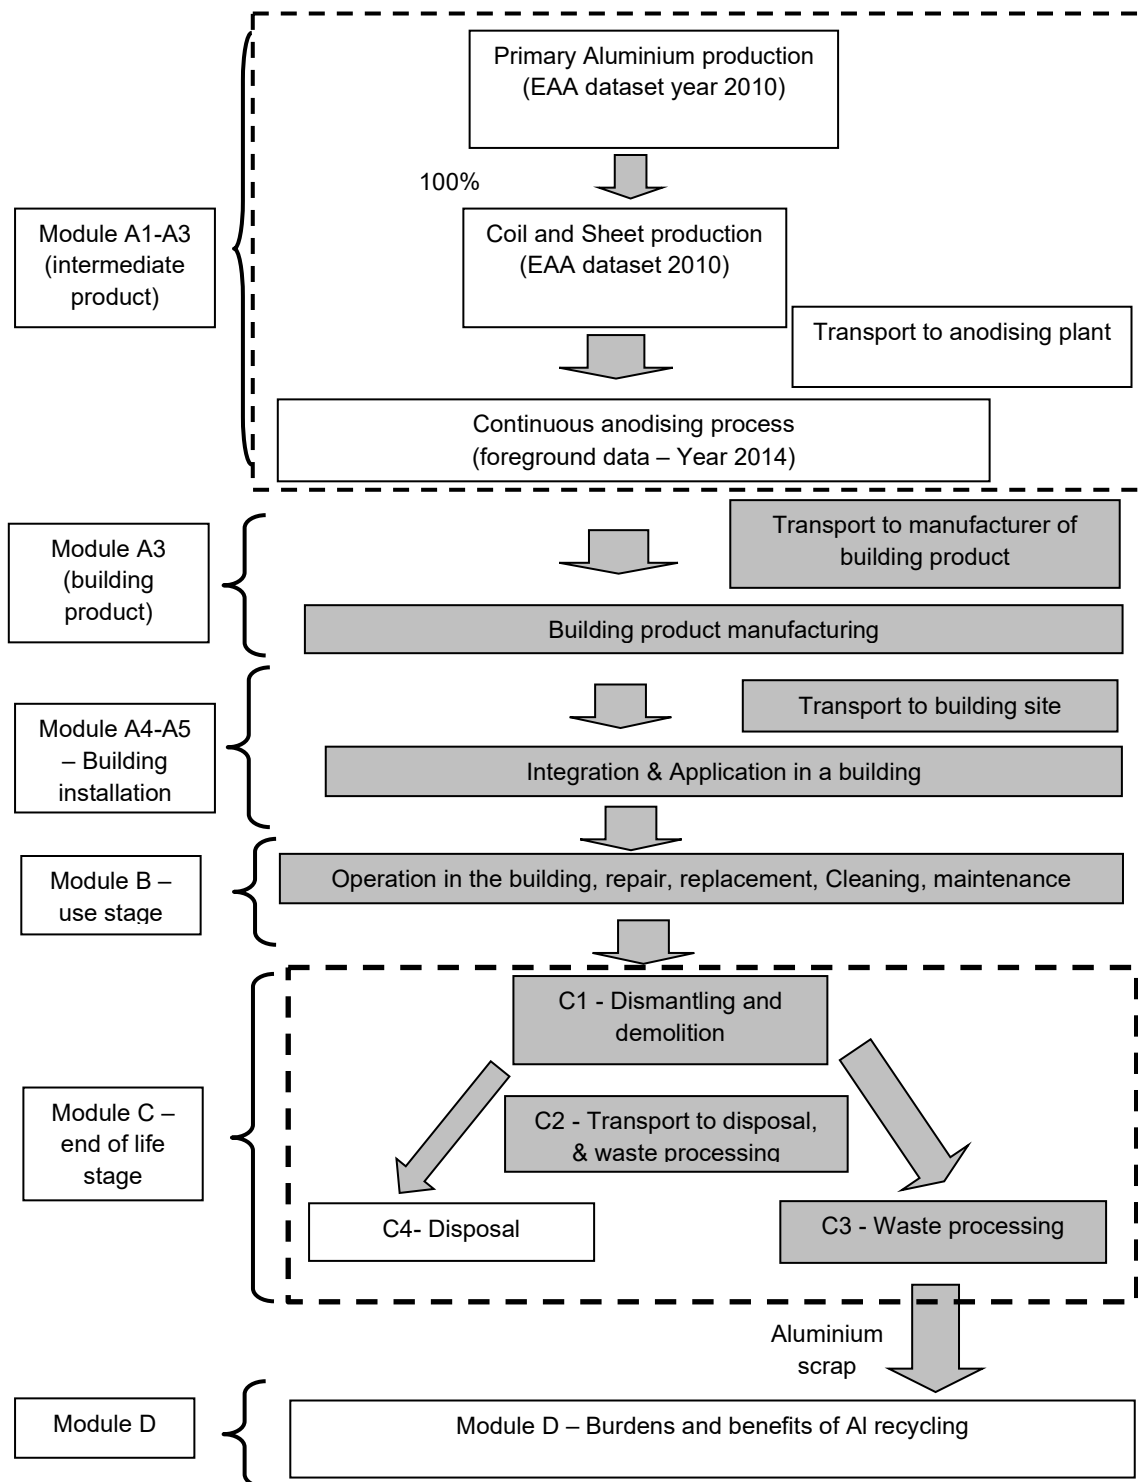 Primary Aluminium production
(EAA dataset year 2010)
100%
Module A1-A3
(intermediate
product)
Coil and Sheet production
(EAA dataset 2010)
Transport to anodising plant
Continuous anodising process
(foreground data – Year 2014)
Module A3
(building
product)
Transport to manufacturer of
building product
Building product manufacturing
Module A4-A5
– Building
installation
Transport to building site
Integration & Application in a building
Module B –
use stage
Operation in the building, repair, replacement, Cleaning, maintenance
Module C –
end of life
stage
C1 - Dismantling and
demolition
C2 - Transport to disposal,
& waste processing
C4- Disposal
C3 - Waste processing
Aluminium
scrap
Module D
Module D – Burdens and benefits of Al recycling